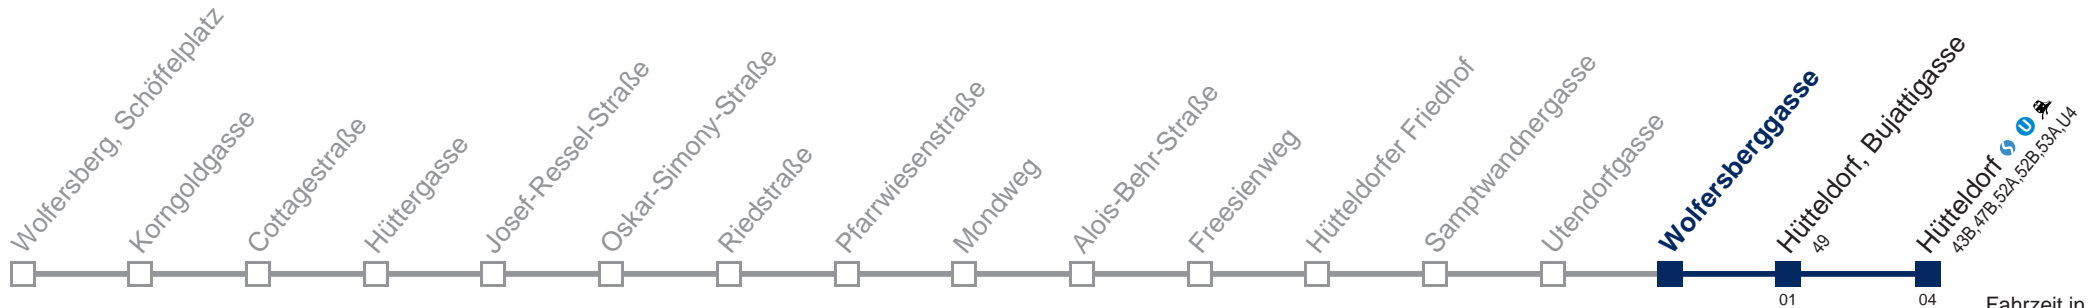 Wolfersberg, Schöffelplatz
Korngoldgasse
Cottagestraße
Hüttergasse
Josef-Ressel-Straße
Oskar-Simony-Straße
Riedstraße
Pfarrwiesenstraße
Mondweg
Alois-Behr-Straße
Freesienweg
Hütteldorfer Friedhof
Samptwandnergasse
Utendorfgasse
Wolfersberggasse
Hütteldorf, Bujattigasse
49
Hütteldorf S U
43B,47B,52A,52B,53A,U4
01
04
Fahrzeit in